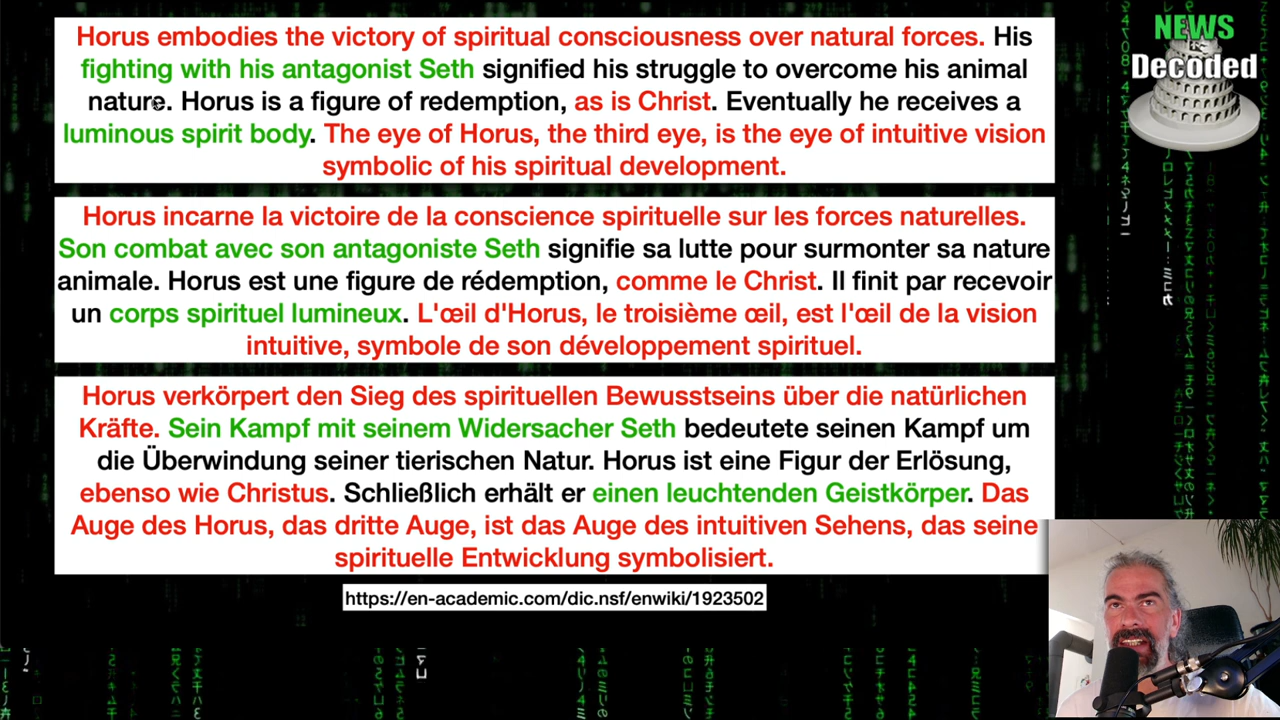 Horus embodies the victory of spiritual consciousness over natural forces. His
fighting with his antagonist Seth signified his struggle to overcome his animal
nature. Horus is a figure of redemption, as is Christ. Eventually he receives a
luminous spirit body. The eye of Horus, the third eye, is the eye of intuitive vision
symbolic of his spiritual development.
NEWS
Decoded
Horus incarne la victoire de la conscience spirituelle sur les forces naturelles.
Son combat avec son antagoniste Seth signifie sa lutte pour surmonter sa nature
animale. Horus est une figure de rédemption, comme le Christ. Il finit par recevoir
un corps spirituel lumineux. L'œil d'Horus, le troisième œil, est l'œil de la vision
intuitive, symbole de son développement spirituel.
Horus verkörpert den Sieg des spirituellen Bewusstseins über die natürlichen
Kräfte. Sein Kampf mit seinem Widersacher Seth bedeutete seinen Kampf um
die Überwindung seiner tierischen Natur. Horus ist eine Figur der Erlösung,
ebenso wie Christus. Schließlich erhält er einen leuchtenden Geistkörper. Das
Auge des Horus, das dritte Auge, ist das Auge des intuitiven Sehens, das seine
spirituelle Entwicklung symbolisiert.
https://en-academic.com/dic.nsf/enwiki/1923502